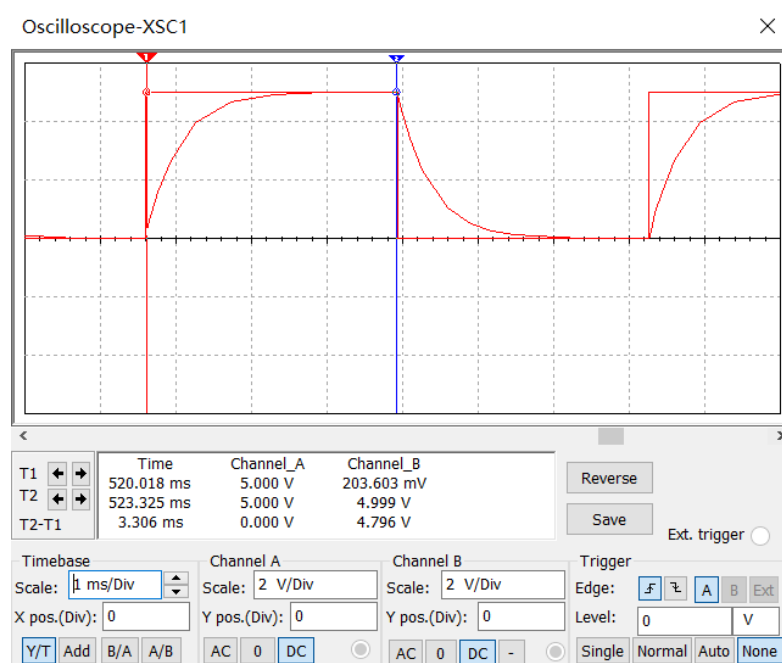 Oscilloscope-XSC1
1
2
T1
T2
T2-T1
Time Channel_A Channel_B
520.018 ms 5.000 V 203.603 mV
523.325 ms 5.000 V 4.999 V
3.306 ms 0.000 V 4.796 V
Reverse
Save
Ext. trigger
Timebase
Scale: 1 ms/Div
X pos.(Div): 0
Y/T Add B/A A/B
Channel A
Scale: 2 V/Div
Y pos.(Div): 0
AC 0 DC
Channel B
Scale: 2 V/Div
Y pos.(Div): 0
AC 0 DC -
Trigger
Edge: A B Ext
Level: 0 V
Single Normal Auto None